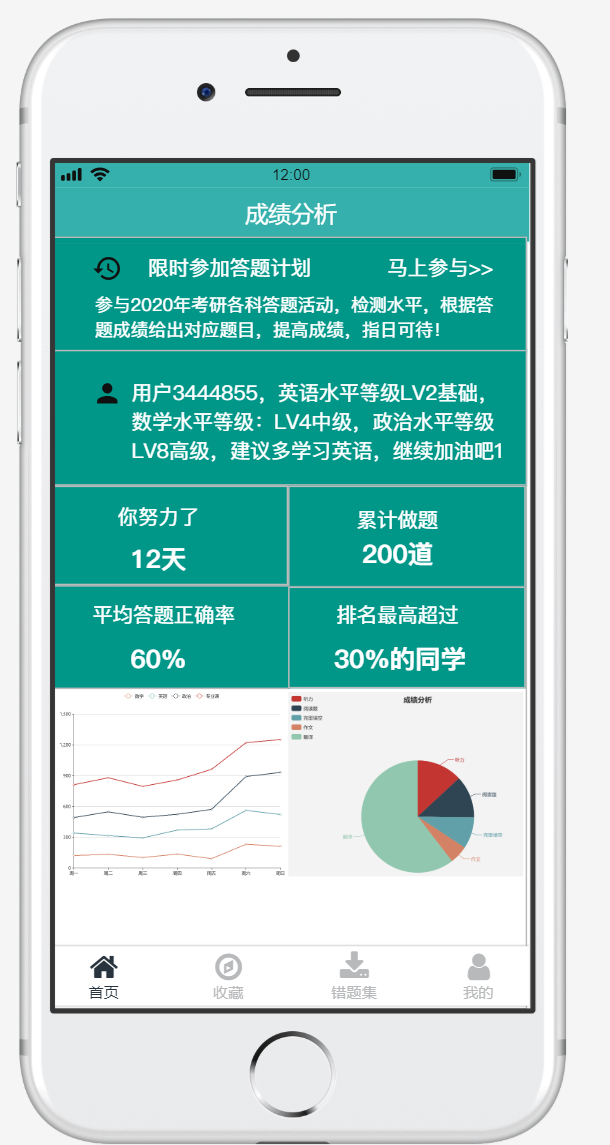 12:00
成绩分析
限时参加答题计划
马上参与>>
参与2020年考研各科答题活动，检测水平，根据答
题成绩给出对应题目，提高成绩，指日可待！
用户3444855，英语水平等级LV2基础，
数学水平等级：LV4中级，政治水平等级
LV8高级，建议多学习英语，继续加油吧1
你努力了
12天
累计做题
200道
平均答题正确率
60%
排名最高超过
30%的同学
数学 英语 政治 专业课
1,500
1,200
900
600
300
0
周一 周二 周三 周四 周五 周六 周日
成绩分析
听力
阅读题
完型填空
作文
翻译
听力
阅读题
完型填空
作文
翻译
首页
收藏
错题集
我的